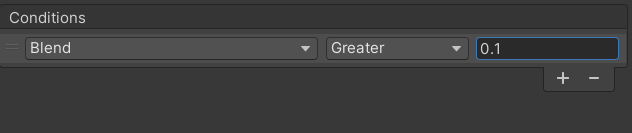 Conditions
Blend Greater 0.1
+ −